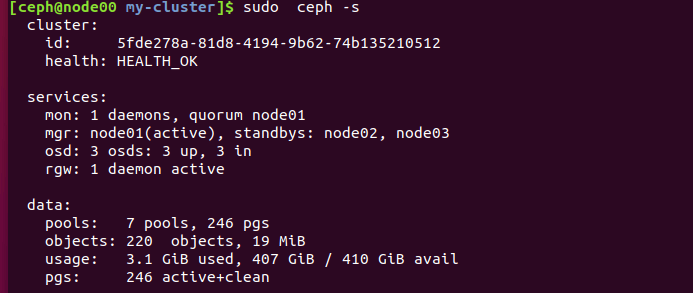 [ceph@node00 my-cluster]$ sudo  ceph -s
  cluster:
    id:     5fde278a-81d8-4194-9b62-74b135210512
    health: HEALTH_OK

  services:
    mon: 1 daemons, quorum node01
    mgr: node01(active), standbys: node02, node03
    osd: 3 osds: 3 up, 3 in
    rgw: 1 daemon active

  data:
    pools:   7 pools, 246 pgs
    objects: 220  objects, 19 MiB
    usage:   3.1 GiB used, 407 GiB / 410 GiB avail
    pgs:     246 active+clean